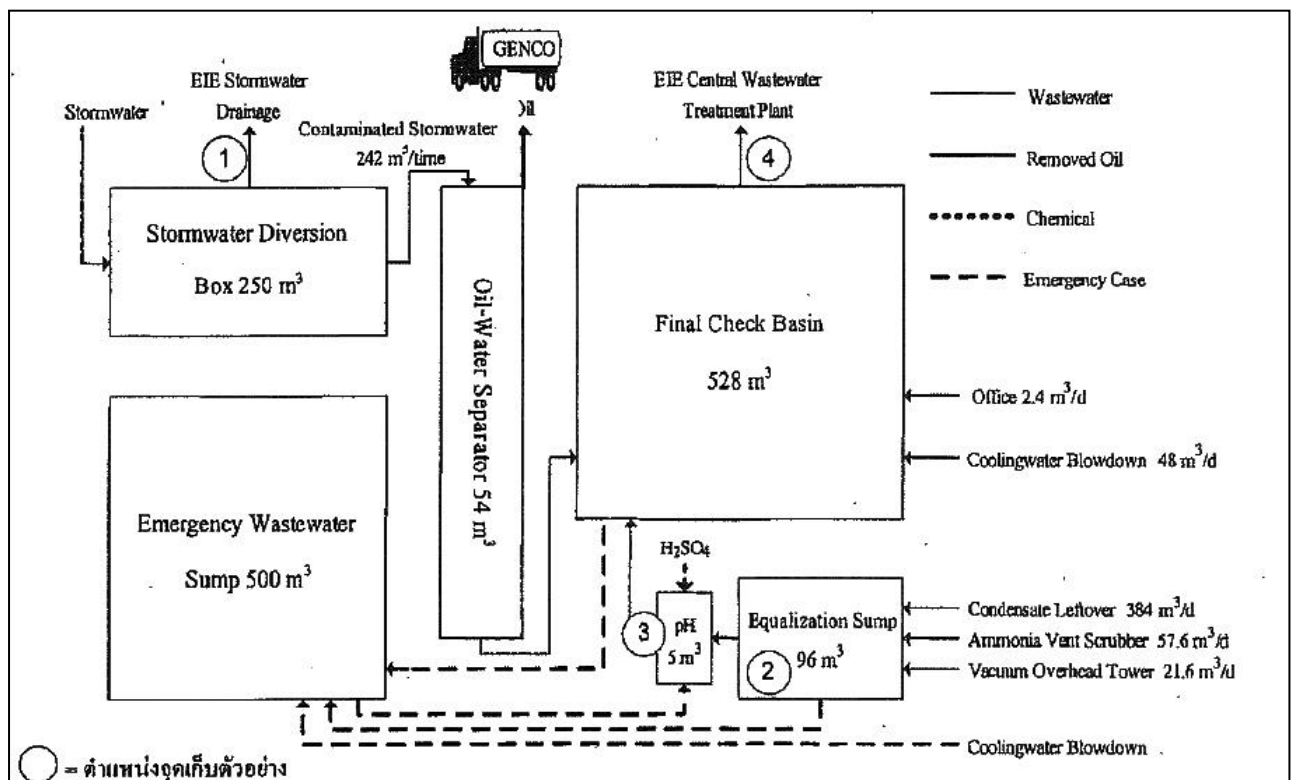 GENCO
EIE Stormwater
Drainage
Stormwater
Contaminated Stormwater
242 m³/time
Oil
EIE Central Wastewater
Treatment Plant
Wastewater
Removed Oil
Chemical
Emergency Case
1
4
Stormwater Diversion
Box 250 m³
Oil-Water Separator 54 m³
Final Check Basin
528 m³
Office 2.4 m³/d
Coolingwater Blowdown 48 m³/d
Emergency Wastewater
Sump 500 m³
H₂SO₄
pH
5 m³
3
Equalization Sump
96 m³
2
Condensate Leftover 384 m³/d
Ammonia Vent Scrubber 57.6 m³/d
Vacuum Overhead Tower 21.6 m³/d
Coolingwater Blowdown
= ตำแหน่งจุดเก็บตัวอย่าง